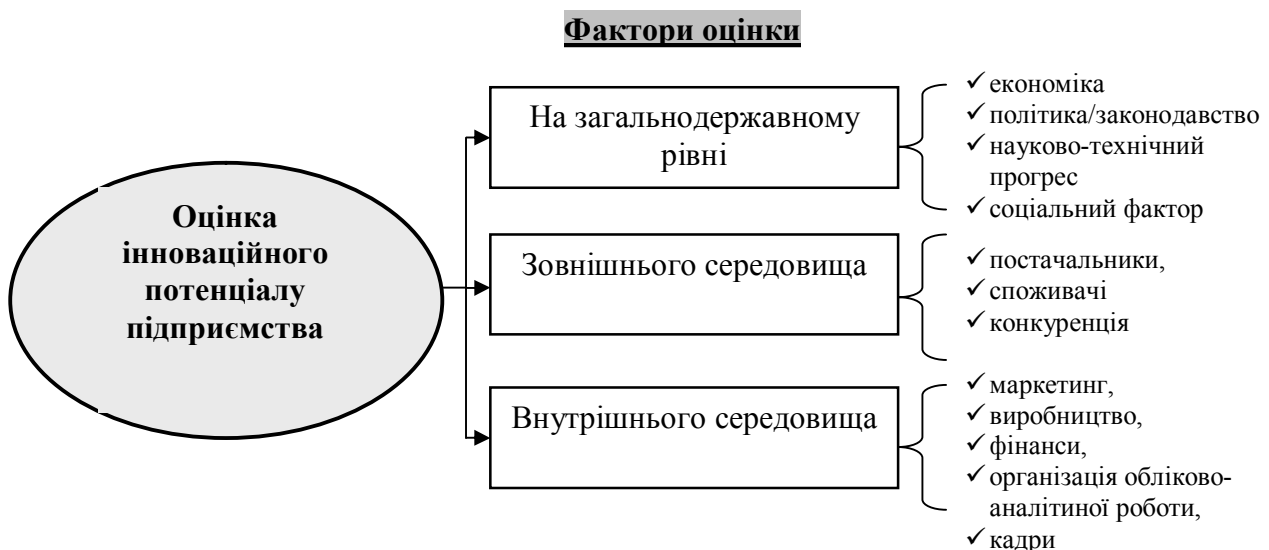 Фактори оцінки
Оцінка
інноваційного
потенціалу
підприємства
На загальнодержавному
рівні
✓ економіка
✓ політика/законодавство
✓ науково-технічний
прогрес
✓ соціальний фактор
Зовнішнього середовища
✓ постачальники,
✓ споживачі
✓ конкуренція
Внутрішнього середовища
✓ маркетинг,
✓ виробництво,
✓ фінанси,
✓ організація обліково-
аналітиної роботи,
✓ кадри